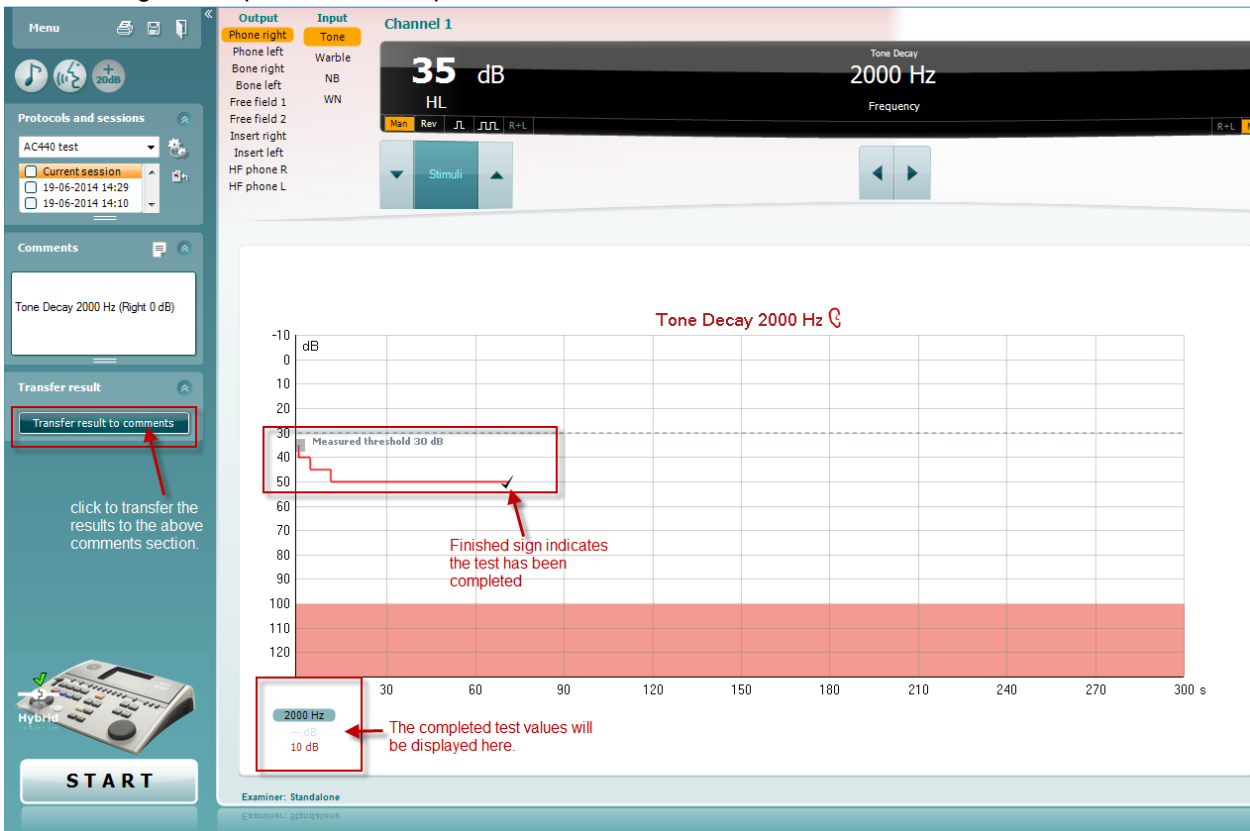 Menu
20dB
Protocols and sessions
AC440 test
Current session
19-06-2014 14:29
19-06-2014 14:10
Comments
Tone Decay 2000 Hz (Right 0 dB)
Transfer result
Transfer result to comments
click to transfer the
results to the above
comments section.
Hybrid
START
Output
Phone right
Phone left
Bone right
Bone left
Free field 1
Free field 2
Insert right
Insert left
HF phone R
HF phone L
Input
Tone
Warble
NB
WN
Channel 1
35 dB
HL
Man Rev R+L
Tone Decay
2000 Hz
Frequency
R+L
Stimuli
Tone Decay 2000 Hz
dB
-10
0
10
20
30
40
50
60
70
80
90
100
110
120
Measured threshold 30 dB
Finished sign indicates
the test has been
completed
30 60 90 120 150 180 210 240 270 300 s
2000 Hz
-- dB
10 dB
The completed test values will
be displayed here.
Examiner: Standalone